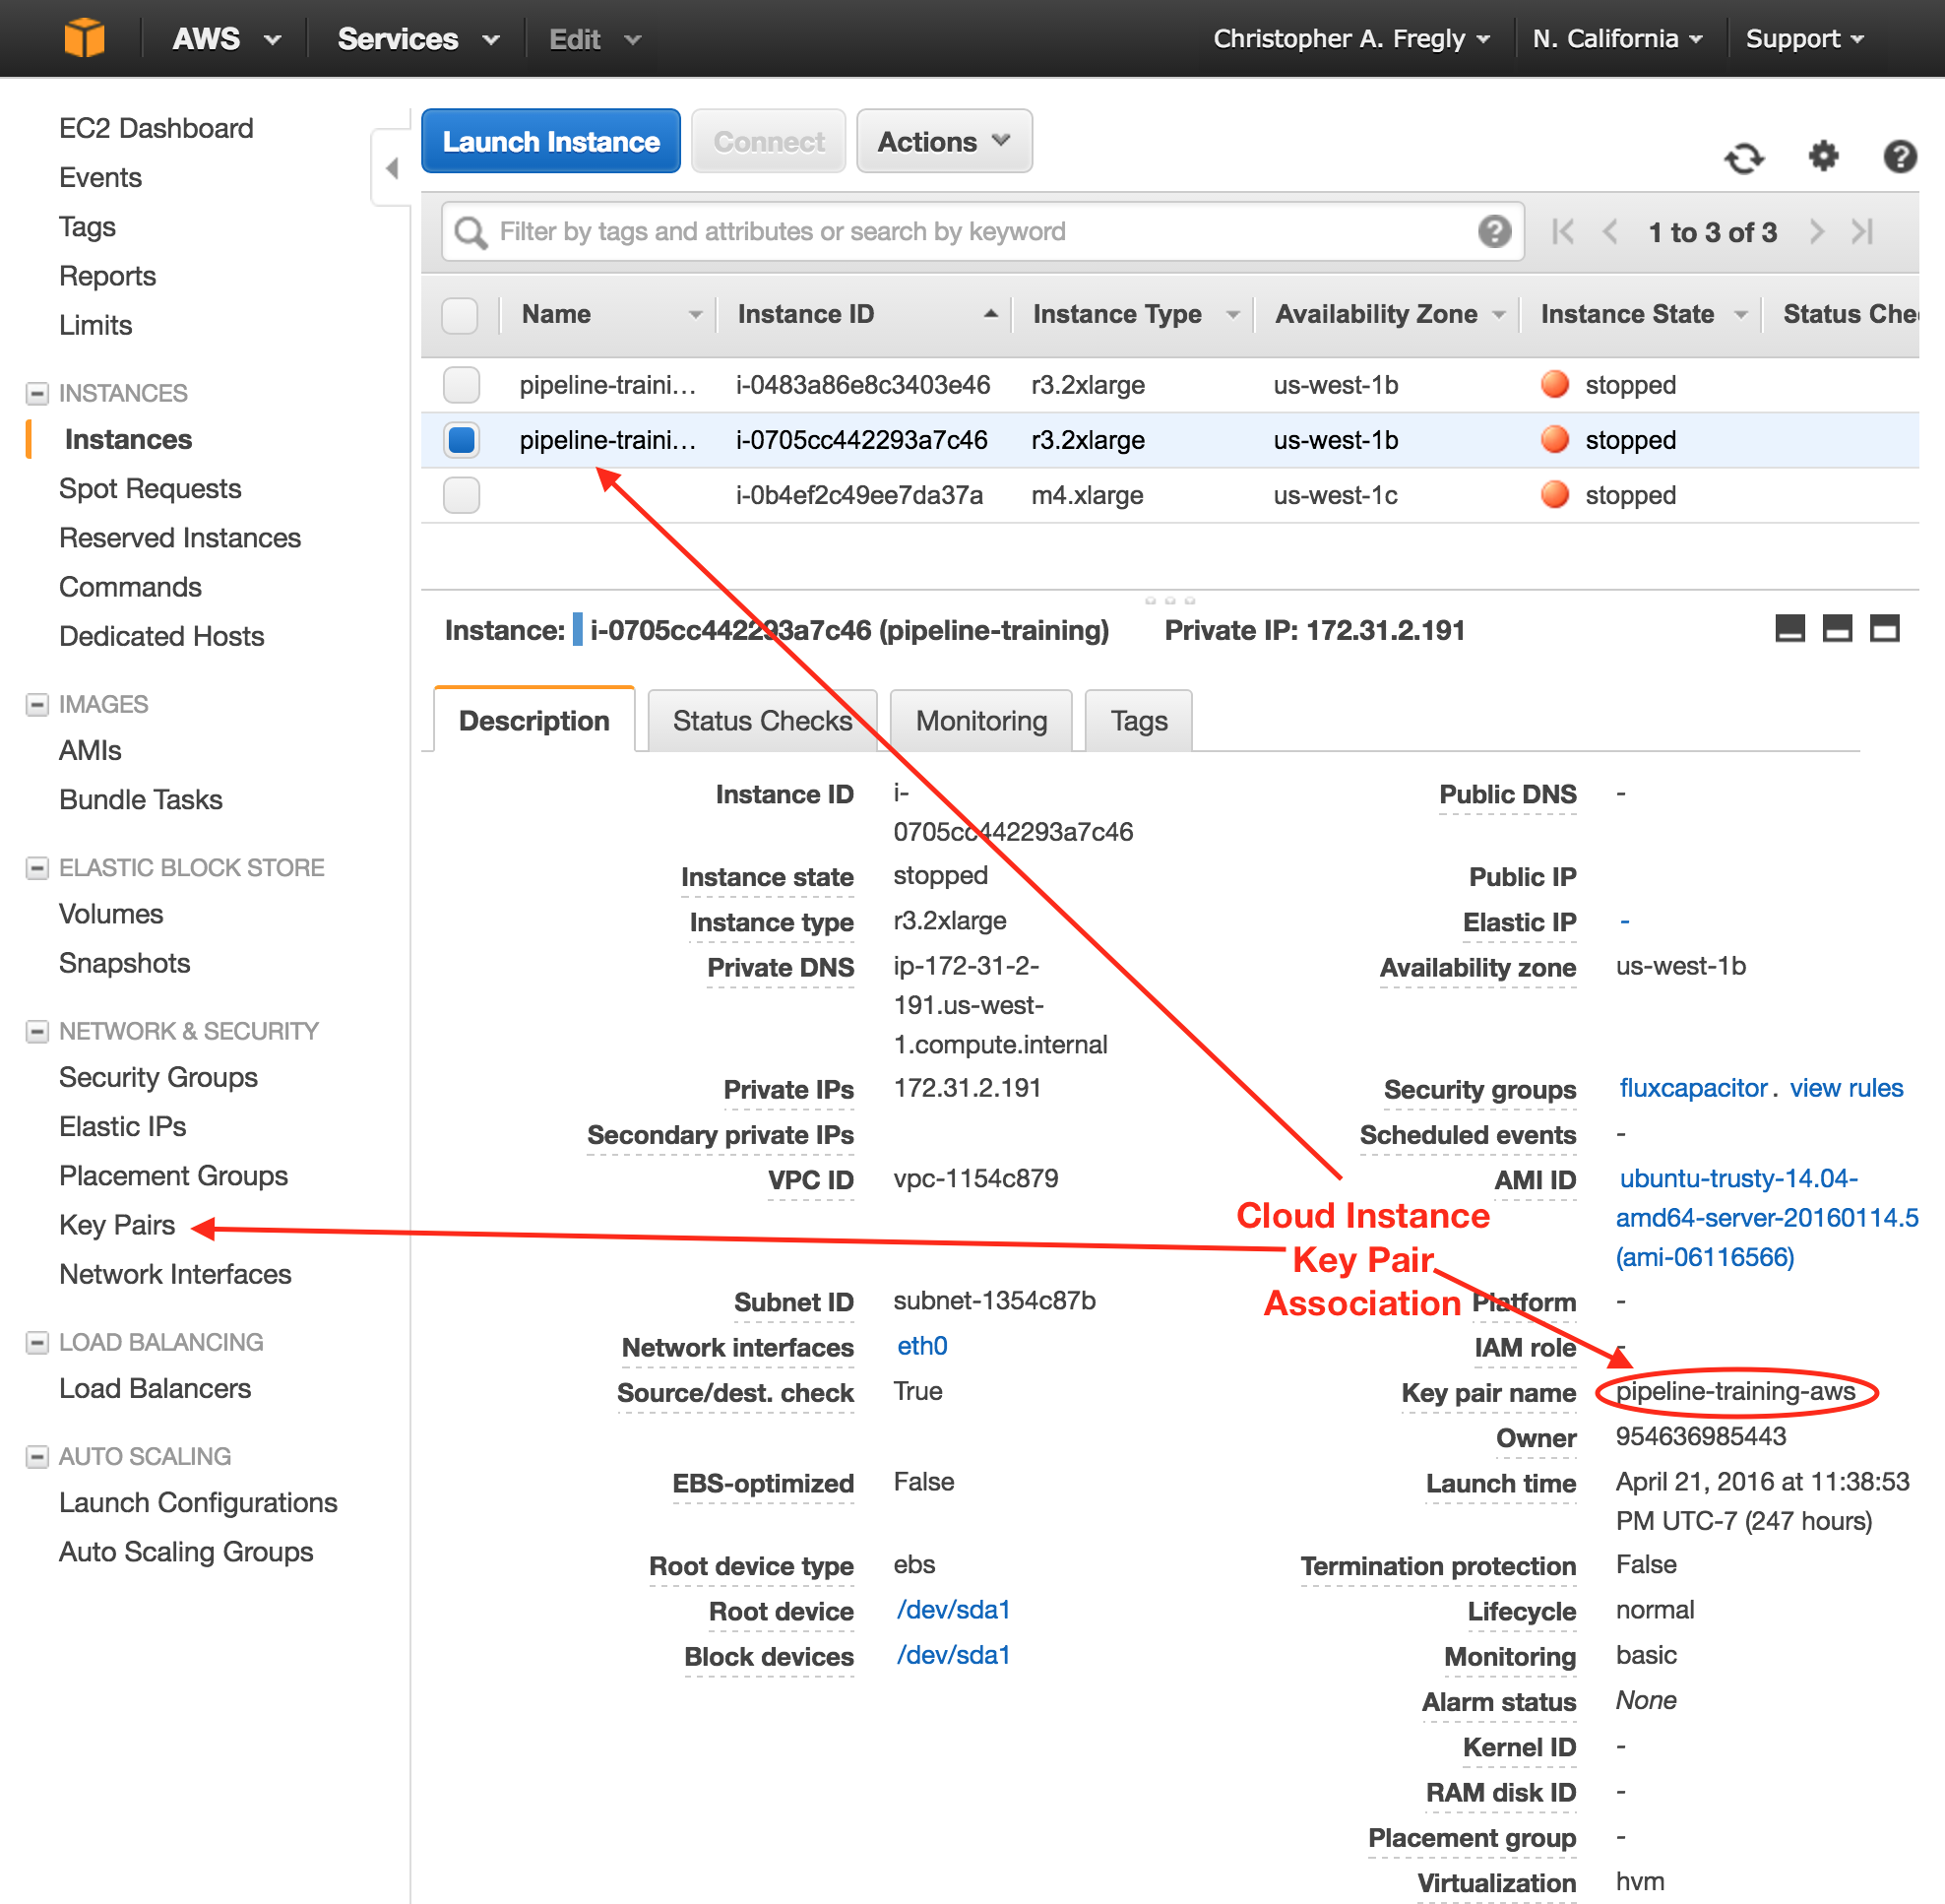 AWS Services Edit Christopher A. Fregly N. California Support
EC2 Dashboard
Events
Tags
Reports
Limits
INSTANCES
Instances
Spot Requests
Reserved Instances
Commands
Dedicated Hosts
IMAGES
AMIs
Bundle Tasks
ELASTIC BLOCK STORE
Volumes
Snapshots
NETWORK & SECURITY
Security Groups
Elastic IPs
Placement Groups
Key Pairs
Network Interfaces
LOAD BALANCING
Load Balancers
AUTO SCALING
Launch Configurations
Auto Scaling Groups
Launch Instance Connect Actions
Filter by tags and attributes or search by keyword 1 to 3 of 3
Name Instance ID Instance Type Availability Zone Instance State Status Che
pipeline-traini... i-0483a86e8c3403e46 r3.2xlarge us-west-1b stopped
pipeline-traini... i-0705cc442293a7c46 r3.2xlarge us-west-1b stopped
i-0b4ef2c49ee7da37a m4.xlarge us-west-1c stopped
Instance: i-0705cc442293a7c46 (pipeline-training) Private IP: 172.31.2.191
Description Status Checks Monitoring Tags
Instance ID i-
0705cc442293a7c46
Instance state stopped
Instance type r3.2xlarge
Private DNS ip-172-31-2-
191.us-west-
1.compute.internal
Private IPs 172.31.2.191
Secondary private IPs
VPC ID vpc-1154c879
Subnet ID subnet-1354c87b
Network interfaces eth0
Source/dest. check True
EBS-optimized False
Root device type ebs
Root device /dev/sda1
Block devices /dev/sda1
Public DNS -
Public IP
Elastic IP -
Availability zone us-west-1b
Security groups fluxcapacitor. view rules
Scheduled events -
AMI ID ubuntu-trusty-14.04-
amd64-server-20160114.5
(ami-06116566)
Platform -
IAM role -
Key pair name pipeline-training-aws
Owner 954636985443
Launch time April 21, 2016 at 11:38:53
PM UTC-7 (247 hours)
Termination protection False
Lifecycle normal
Monitoring basic
Alarm status None
Kernel ID -
RAM disk ID -
Placement group -
Virtualization hvm
Cloud Instance
Key Pair
Association